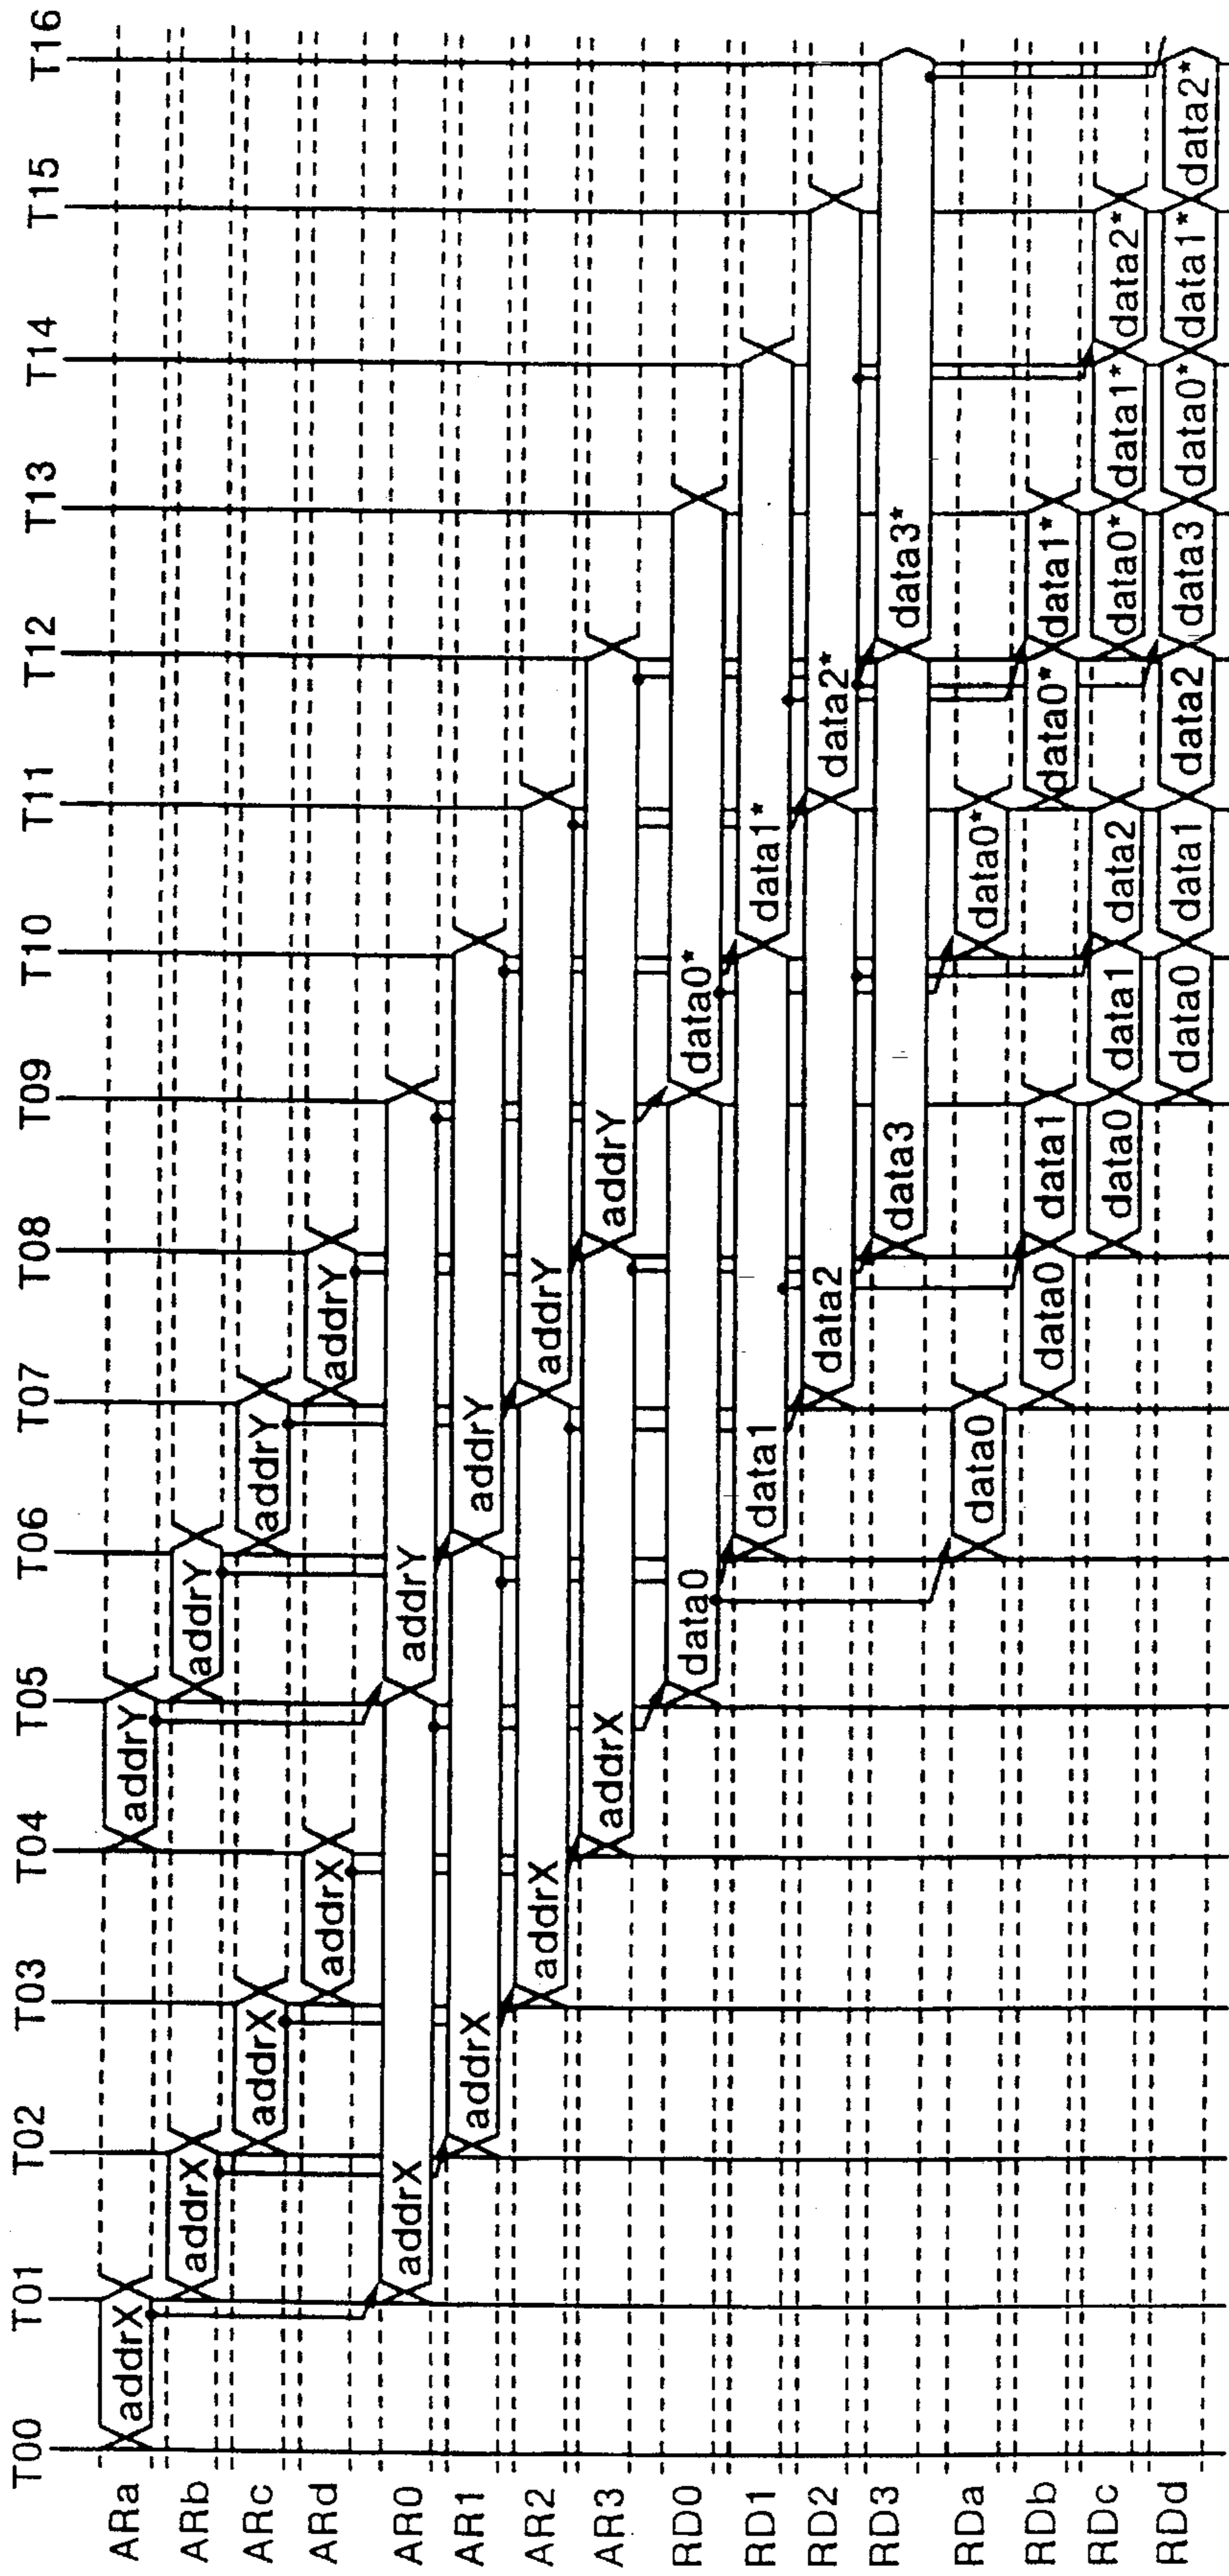 T00 T01 T02 T03 T04 T05 T06 T07 T08 T09 T10 T11 T12 T13 T14 T15 T16
ARa addrX addrY
ARb addrX addrY
ARc addrX addrY
ARd addrX addrY
AR0 addrX addrY
AR1 addrX addrY
AR2 addrX addrY
AR3 addrX addrY
RD0 data0 data0*
RD1 data1 data1*
RD2 data2 data2*
RD3 data3 data3*
RDa data0 data0*
RDb data0 data1 data0* data1*
RDc data0 data1 data2 data0* data1* data2*
RDd data0 data1 data2 data3 data0* data1* data2*